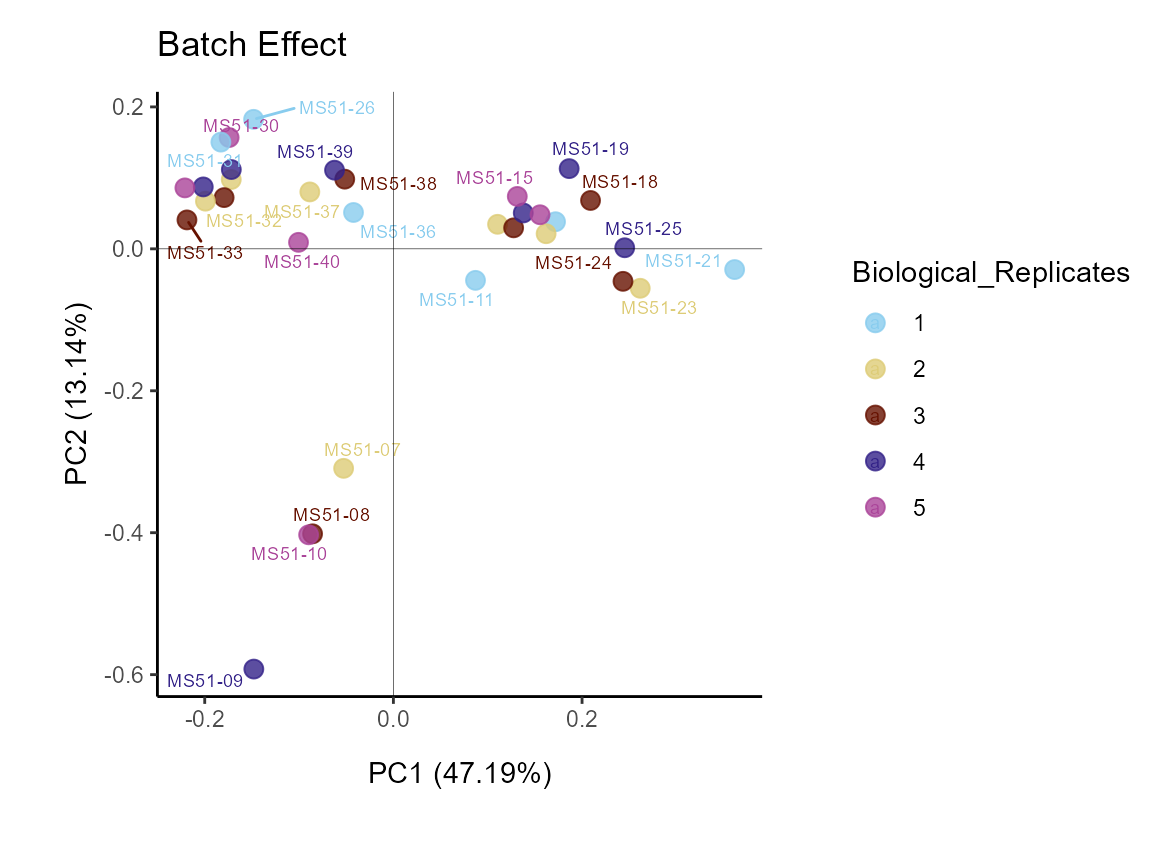 Batch Effect
0.2
0.0
-0.2
-0.4
-0.6
PC2 (13.14%)
MS51-26
MS51-30
MS51-39
MS51-31
MS51-38
MS51-37
MS51-32
MS51-36
MS51-33
MS51-40
MS51-19
MS51-15
MS51-18
MS51-25
MS51-24
MS51-21
MS51-11
MS51-23
MS51-07
MS51-08
MS51-10
MS51-09
-0.2
0.0
0.2
PC1 (47.19%)
Biological_Replicates
a 1
a 2
a 3
a 4
a 5